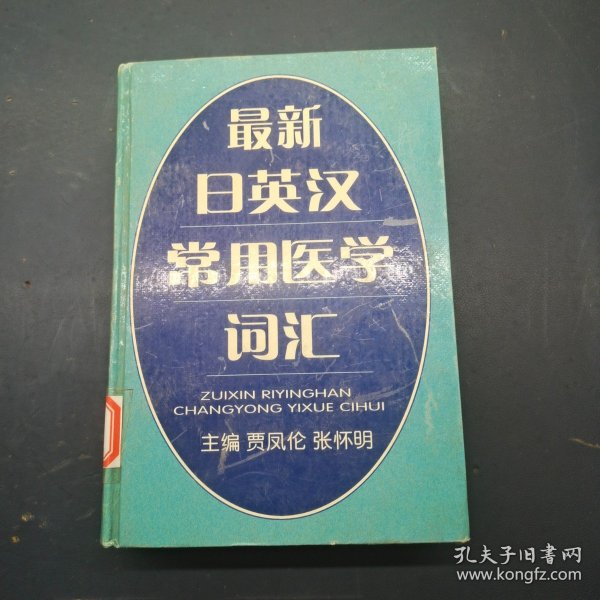 最新
日英汉
常用医学
词汇
ZUIXIN RIYINGHAN
CHANGYONG YIXUE CIHUI
主编 贾凤伦 张怀明
孔夫子旧书网
www.kongfz.com